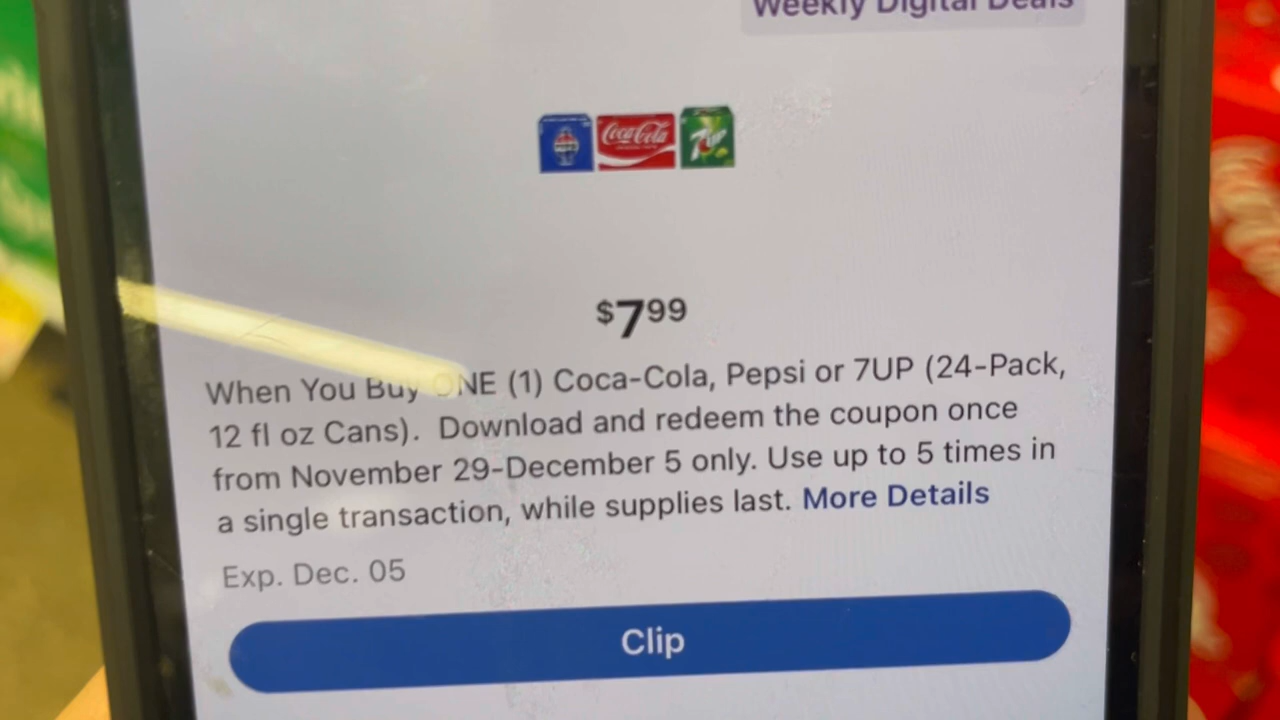 Weekly Digital Deals
Coca-Cola
7UP
$7.99
When You Buy ONE (1) Coca-Cola, Pepsi or 7UP (24-Pack,
12 fl oz Cans). Download and redeem the coupon once
from November 29-December 5 only. Use up to 5 times in
a single transaction, while supplies last. More Details
Exp. Dec. 05
Clip